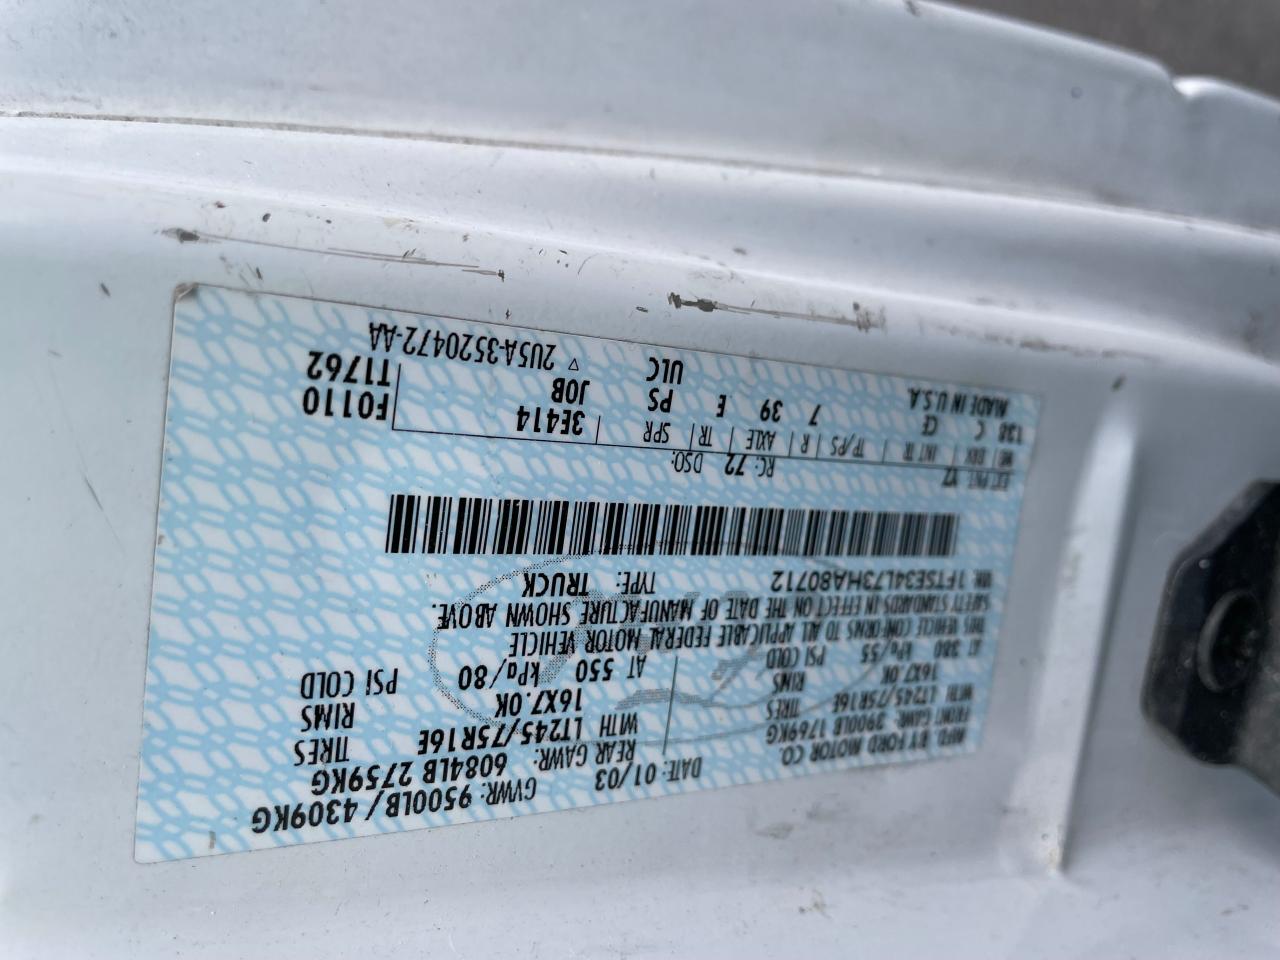 MFD. BY FORD MOTOR CO.
DATE: 01/03 GVWR: 9500LB / 4309KG
FRONT GAWR: 3900LB 1769KG REAR GAWR: 6084LB 2759KG
WITH LT245/75R16E TIRES WITH LT245/75R16E TIRES
16X7.0K RIMS 16X7.0K RIMS
AT 380 kPa/55 PSI COLD AT 550 kPa/80 PSI COLD
THIS VEHICLE CONFORMS TO ALL APPLICABLE FEDERAL MOTOR VEHICLE
SAFETY STANDARDS IN EFFECT ON THE DATE OF MANUFACTURE SHOWN ABOVE.
VIN: 1FTSE34L73HA80712 TYPE: TRUCK
EXT PNT: YZ RC: 72 DSO:
WB BRK INT TR TP/PS R AXLE TR SPR 3E414 F0110
138 C CE 7 39 E PS JOB T1762
MADE IN U.S.A. ULC ▽ 2U5A-3520472-AA